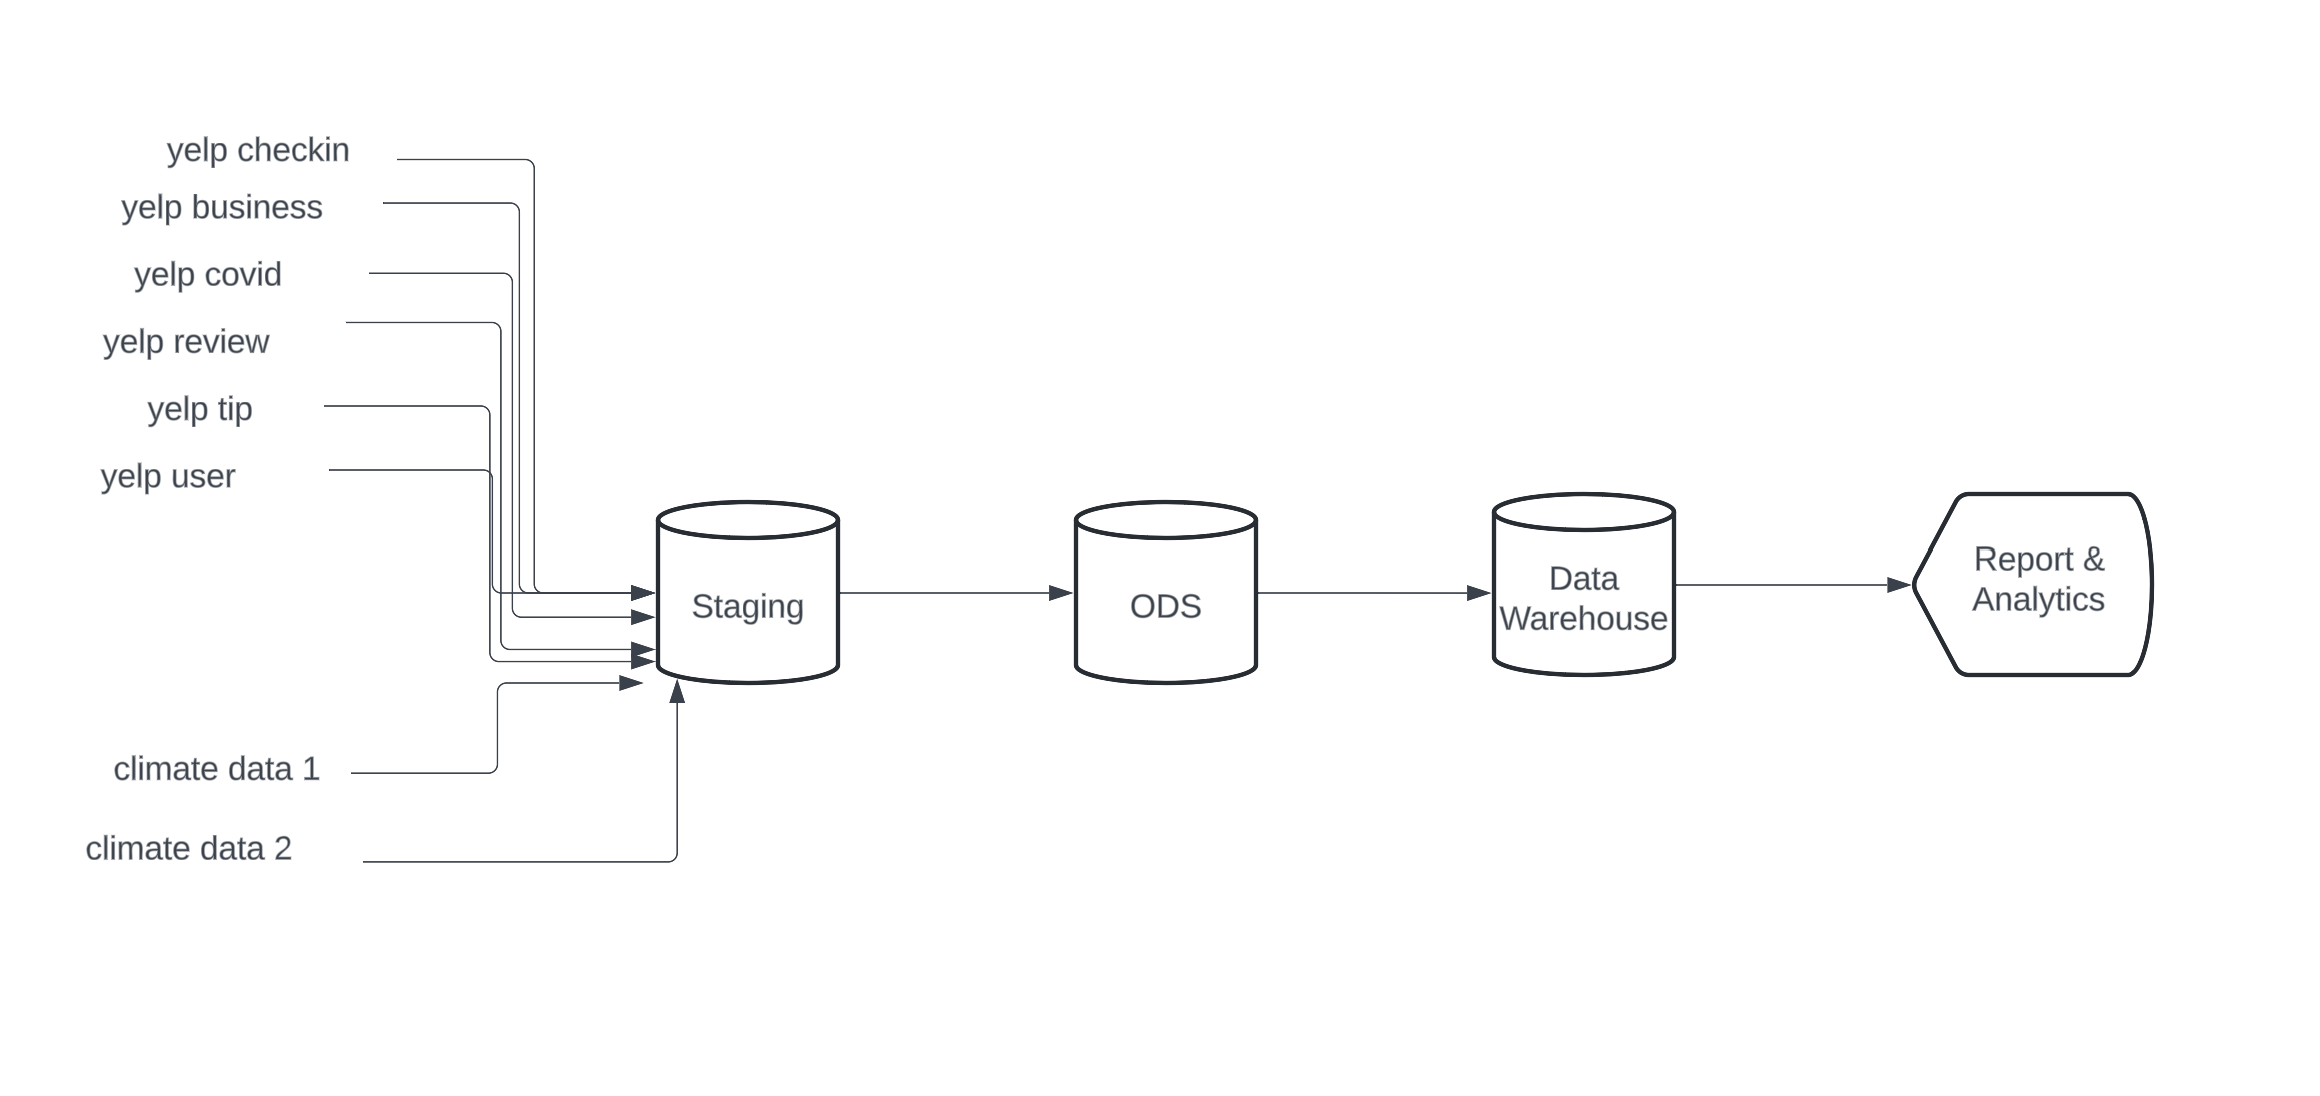 yelp checkin
yelp business
yelp covid
yelp review
yelp tip
yelp user
climate data 1
climate data 2
Staging
ODS
Data
Warehouse
Report &
Analytics